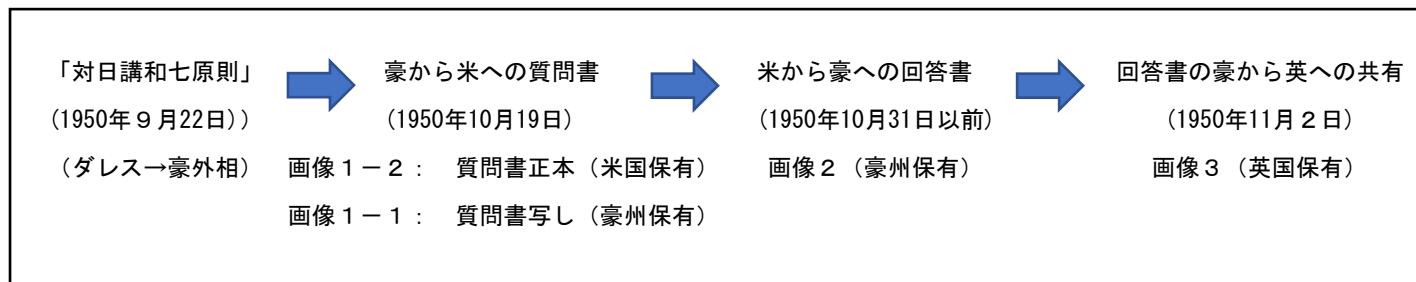 「対日講和七原則」
(1950年９月22日))
(ダレス→豪外相)
豪から米への質問書
(1950年10月19日)
画像１－２： 質問書正本（米国保有）
画像１－１： 質問書写し（豪州保有）
米から豪への回答書
(1950年10月31日以前)
画像２（豪州保有）
回答書の豪から英への共有
(1950年11月２日)
画像３（英国保有）